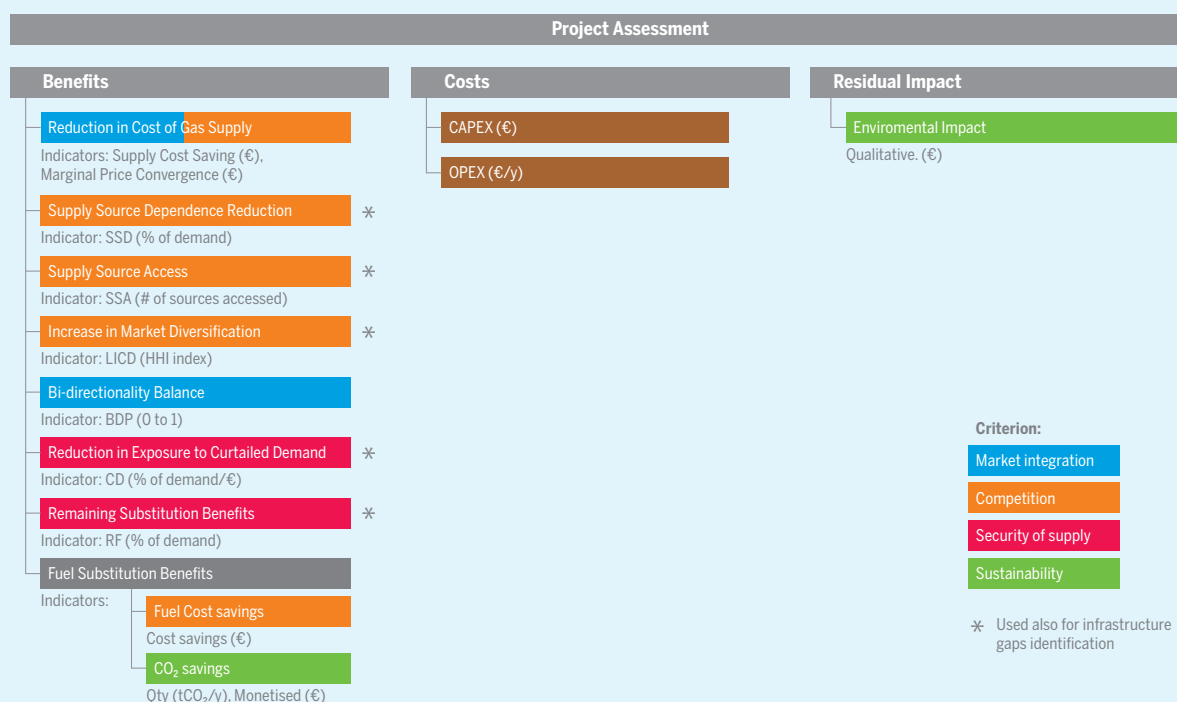 Project Assessment
Benefits
Reduction in Cost of Gas Supply
Indicators: Supply Cost Saving (€),
Marginal Price Convergence (€)
Supply Source Dependence Reduction
Indicator: SSD (% of demand)
Supply Source Access
Indicator: SSA (# of sources accessed)
Increase in Market Diversification
Indicator: LICD (HHI index)
Bi-directionality Balance
Indicator: BDP (0 to 1)
Reduction in Exposure to Curtailed Demand
Indicator: CD (% of demand/€)
Remaining Substitution Benefits
Indicator: RF (% of demand)
Fuel Substitution Benefits
Indicators:
Fuel Cost savings
Cost savings (€)
CO₂ savings
Qty (tCO₂/y), Monetised (€)
Costs
CAPEX (€)
OPEX (€/y)
Residual Impact
Enviromental Impact
Qualitative. (€)
Criterion:
Market integration
Competition
Security of supply
Sustainability
* Used also for infrastructure
gaps identification